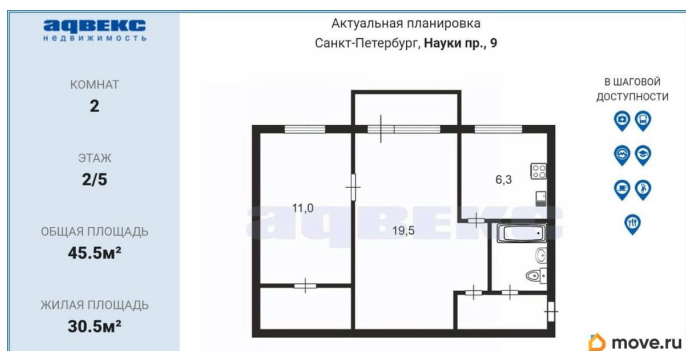 адвекс
НЕДВИЖИМОСТЬ
КОМНАТ
2
ЭТАЖ
2/5
ОБЩАЯ ПЛОЩАДЬ
45.5м²
ЖИЛАЯ ПЛОЩАДЬ
30.5м²
Актуальная планировка
Санкт-Петербург, Науки пр., 9
11,0
19,5
6,3
адвекс
В ШАГОВОЙ
ДОСТУПНОСТИ
move.ru